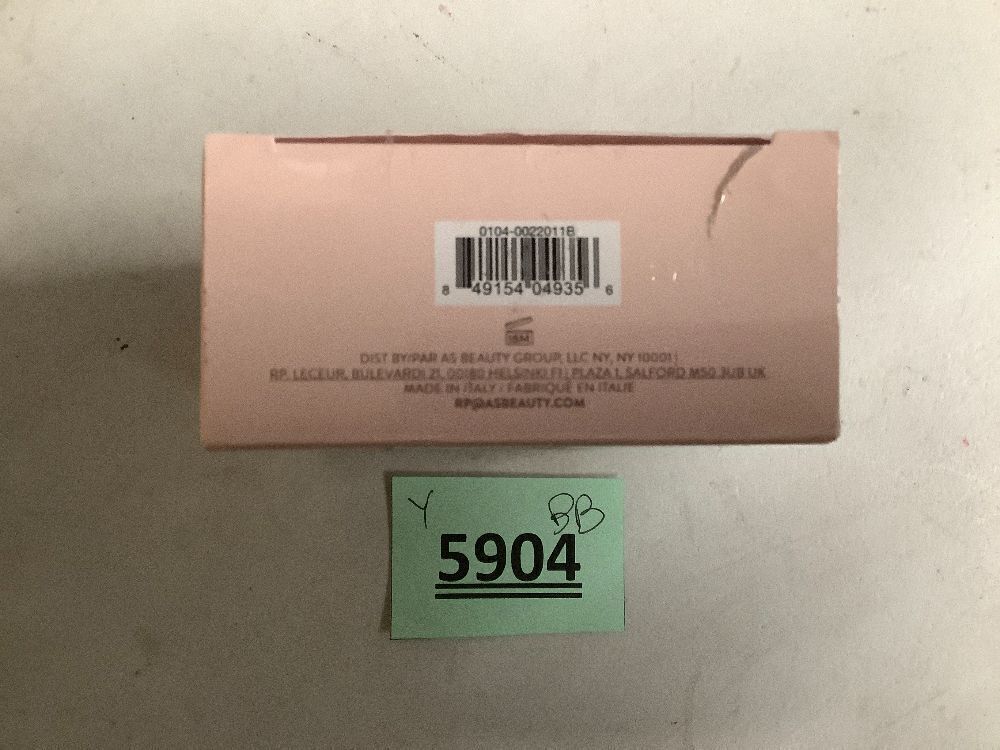 0104-0022011B
8 49154 04935 6
18M
DIST BY/PAR AS BEAUTY GROUP, LLC NY, NY 10001 |
RP. LECEUR, BULEVARDI 21, 00180 HELSINKI.FI | PLAZA 1, SALFORD M50 3UB UK
MADE IN ITALY / FABRIQUÉ EN ITALIE
RP@ASBEAUTY.COM
Y BB
5904